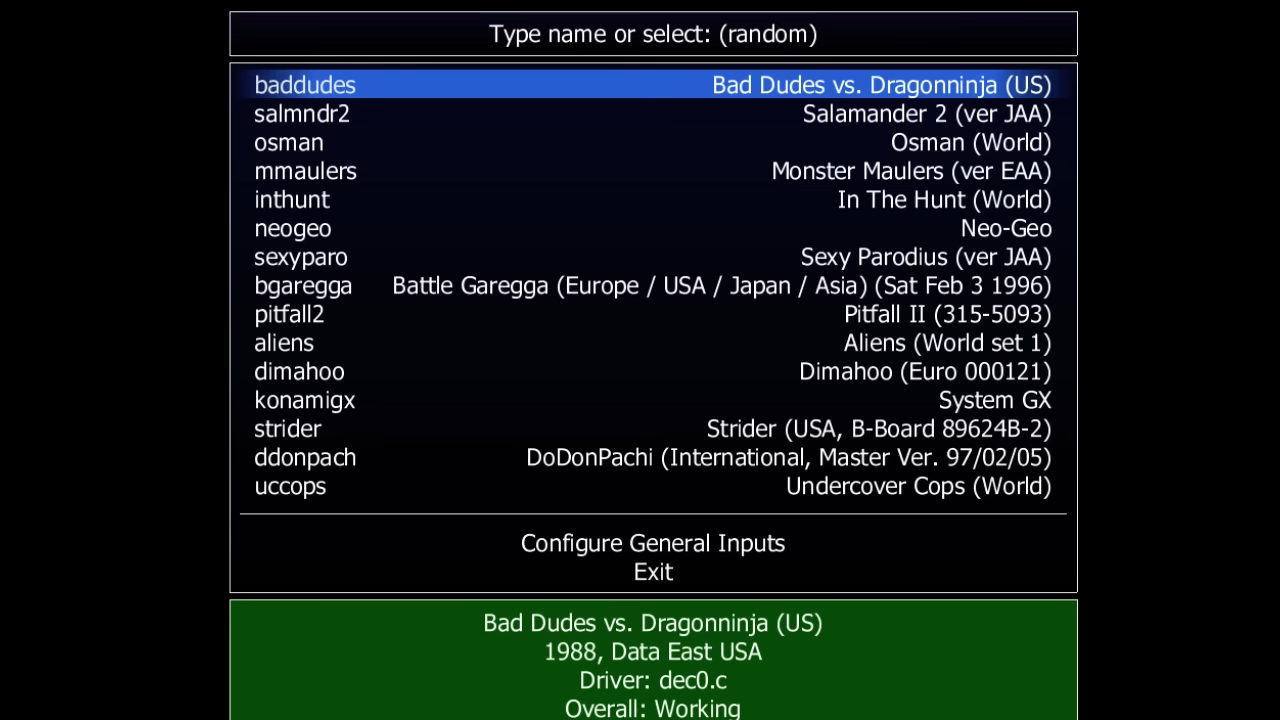 Type name or select: (random)
baddudes Bad Dudes vs. Dragonninja (US)
salmndr2 Salamander 2 (ver JAA)
osman Osman (World)
mmaulers Monster Maulers (ver EAA)
inthunt In The Hunt (World)
neogeo Neo-Geo
sexyparo Sexy Parodius (ver JAA)
bgaregga Battle Garegga (Europe / USA / Japan / Asia) (Sat Feb 3 1996)
pitfall2 Pitfall II (315-5093)
aliens Aliens (World set 1)
dimahoo Dimahoo (Euro 000121)
konamigx System GX
strider Strider (USA, B-Board 89624B-2)
ddonpach DoDonPachi (International, Master Ver. 97/02/05)
uccops Undercover Cops (World)
Configure General Inputs
Exit
Bad Dudes vs. Dragonninja (US)
1988, Data East USA
Driver: dec0.c
Overall: Working